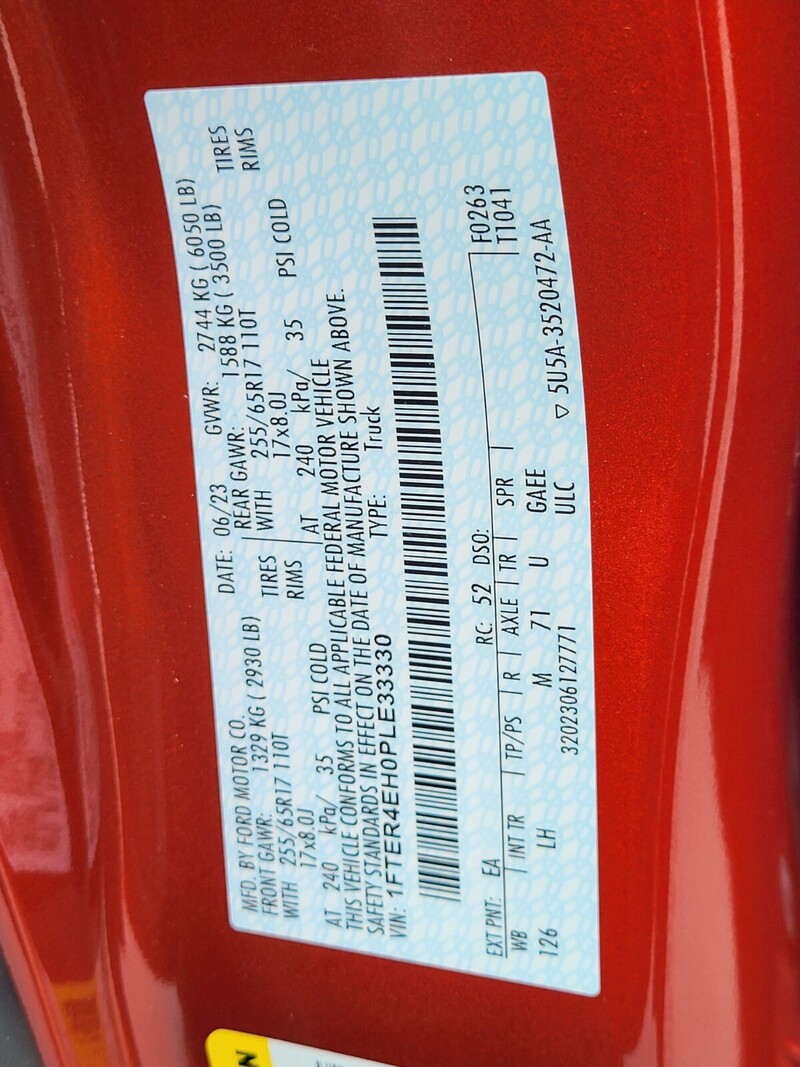 MFD. BY FORD MOTOR CO. DATE: 06/23 GVWR: 2744 KG ( 6050 LB)
FRONT GAWR: 1329 KG ( 2930 LB) REAR GAWR: 1588 KG ( 3500 LB)
WITH 255/65R17 110T TIRES WITH 255/65R17 110T TIRES
17x8.0J RIMS 17x8.0J RIMS
AT 240 kPa/ 35 PSI COLD AT 240 kPa/ 35 PSI COLD
THIS VEHICLE CONFORMS TO ALL APPLICABLE FEDERAL MOTOR VEHICLE
SAFETY STANDARDS IN EFFECT ON THE DATE OF MANUFACTURE SHOWN ABOVE.
VIN: 1FTER4EH0PLE33330 TYPE: Truck
EXT PNT: EA RC: 52 DSO: F0263
WB INT TR TP/PS R AXLE TR SPR T1041
126 LH M 71 U GAEE
3202306127771 ULC ▽ 5U5A-3520472-AA
N